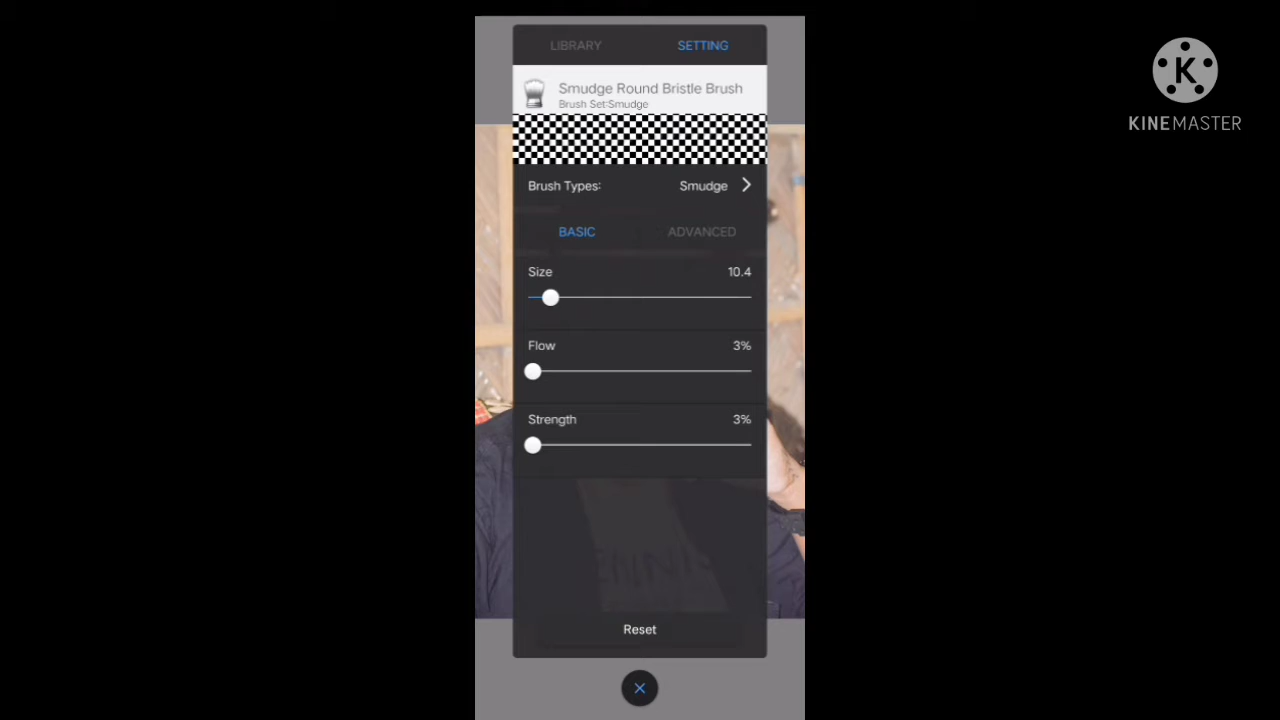 LIBRARY SETTING
Smudge Round Bristle Brush
Brush Set:Smudge
Brush Types: Smudge
BASIC ADVANCED
Size 10.4
Flow 3%
Strength 3%
Reset
K
KINEMASTER